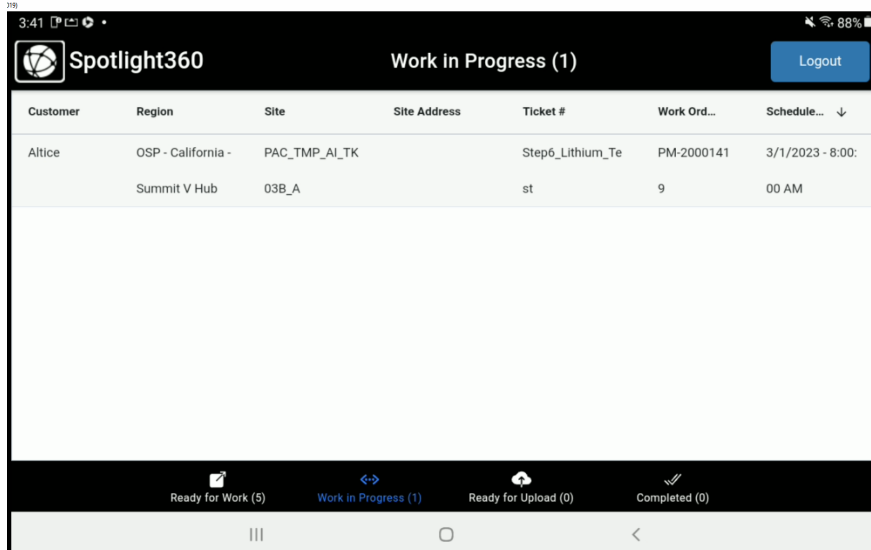 019)
3:41 88%
Spotlight360 Work in Progress (1) Logout
Customer Region Site Site Address Ticket # Work Ord... Schedule...
Altice OSP - California - PAC_TMP_AI_TK Step6_Lithium_Te PM-2000141 3/1/2023 - 8:00:
Summit V Hub 03B_A st 9 00 AM
Ready for Work (5) Work in Progress (1) Ready for Upload (0) Completed (0)